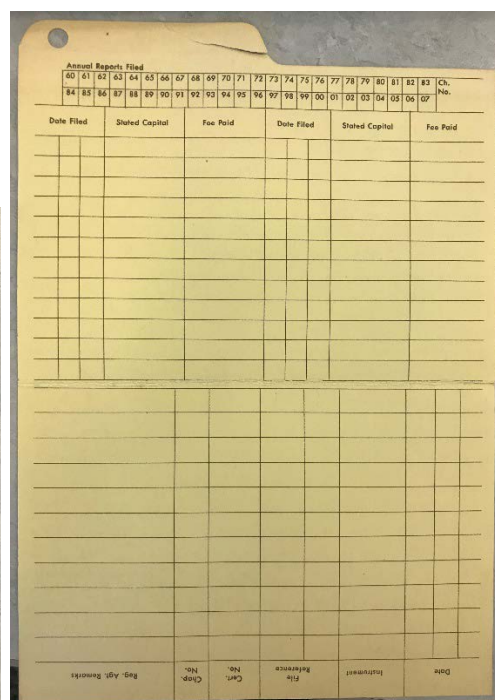 Annual Reports Filed
60 61 62 63 64 65 66 67 68 69 70 71 72 73 74 75 76 77 78 79 80 81 82 83 Ch.
84 85 86 87 88 89 90 91 92 93 94 95 96 97 98 99 00 01 02 03 04 05 06 07 No.
Date Filed Stated Capital Fee Paid Date Filed Stated Capital Fee Paid
Date Instrument File Reference Cert. No. Chap. No. Reg. Agt. Remarks